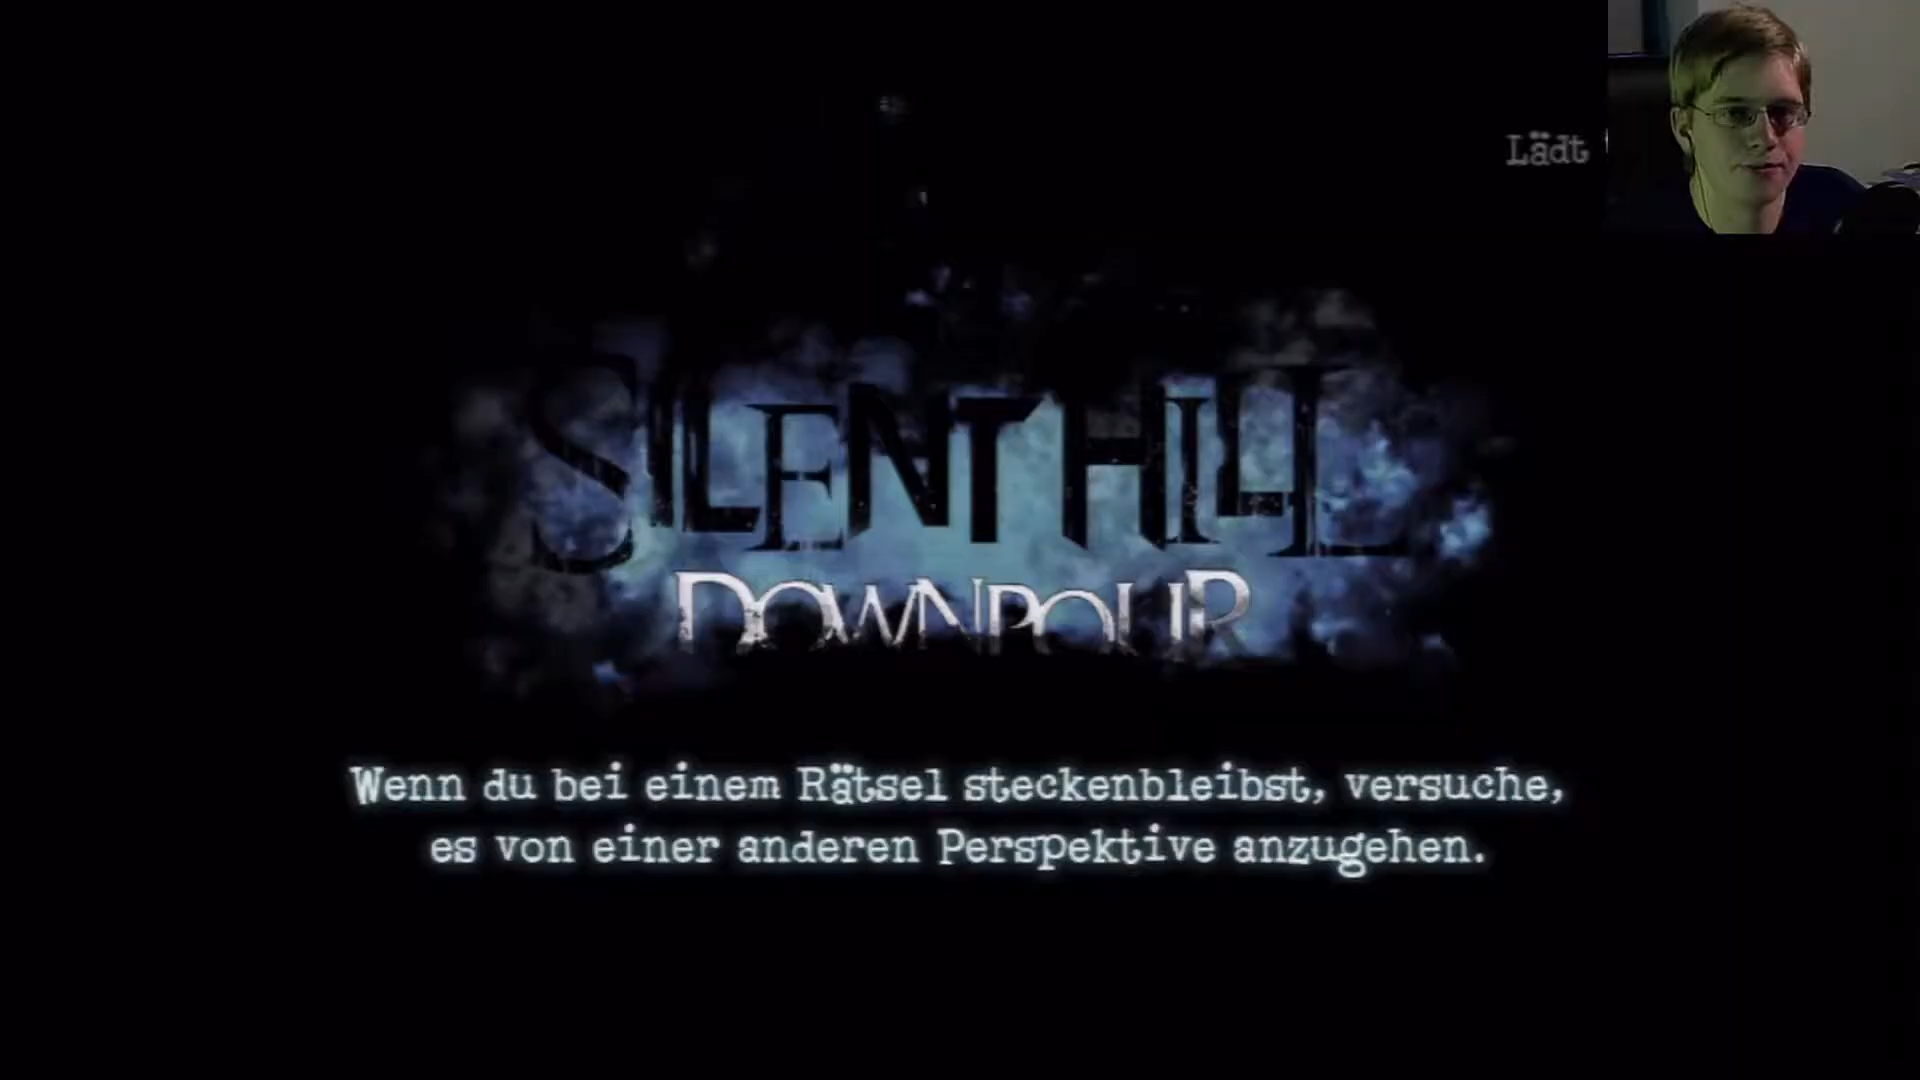 Lädt
SILENT HILL
DOWNPOUR
Wenn du bei einem Rätsel steckenbleibst, versuche,
es von einer anderen Perspektive anzugehen.